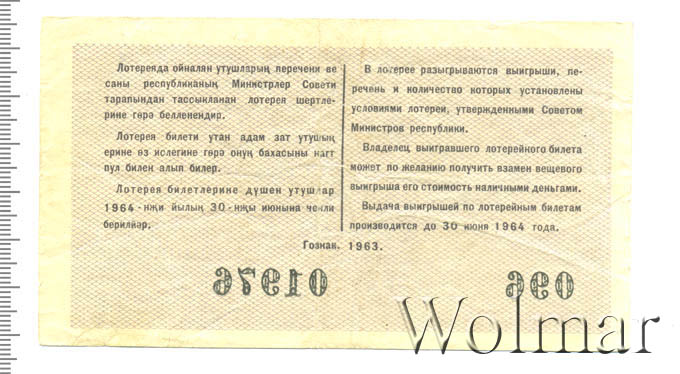 Лотереяда ойналян утушларың перечени ве
саны республиканың Министрлер Совети
тарапындан тассыкланан лотерея шертле-
рине гөрә белленендир.
Лотерея билети утан адам зат утушың
ерине өз ислегине гөрә онуң бахасыны нагт
пул билен алып билер.
Лотерея билетлерине душен утушлар
1964-нҗи йылың 30-нҗы июнына ченли
берилйәр.
В лотерее разыгрываются выигрыши, пе-
речень и количество которых установлены
условиями лотереи, утвержденными Советом
Министров республики.
Владелец выигравшего лотерейного билета
может по желанию получить взамен вещевого
выигрыша его стоимость наличными деньгами.
Выдача выигрышей по лотерейным билетам
производится до 30 июня 1964 года.
Гознак. 1963.
Wolmar